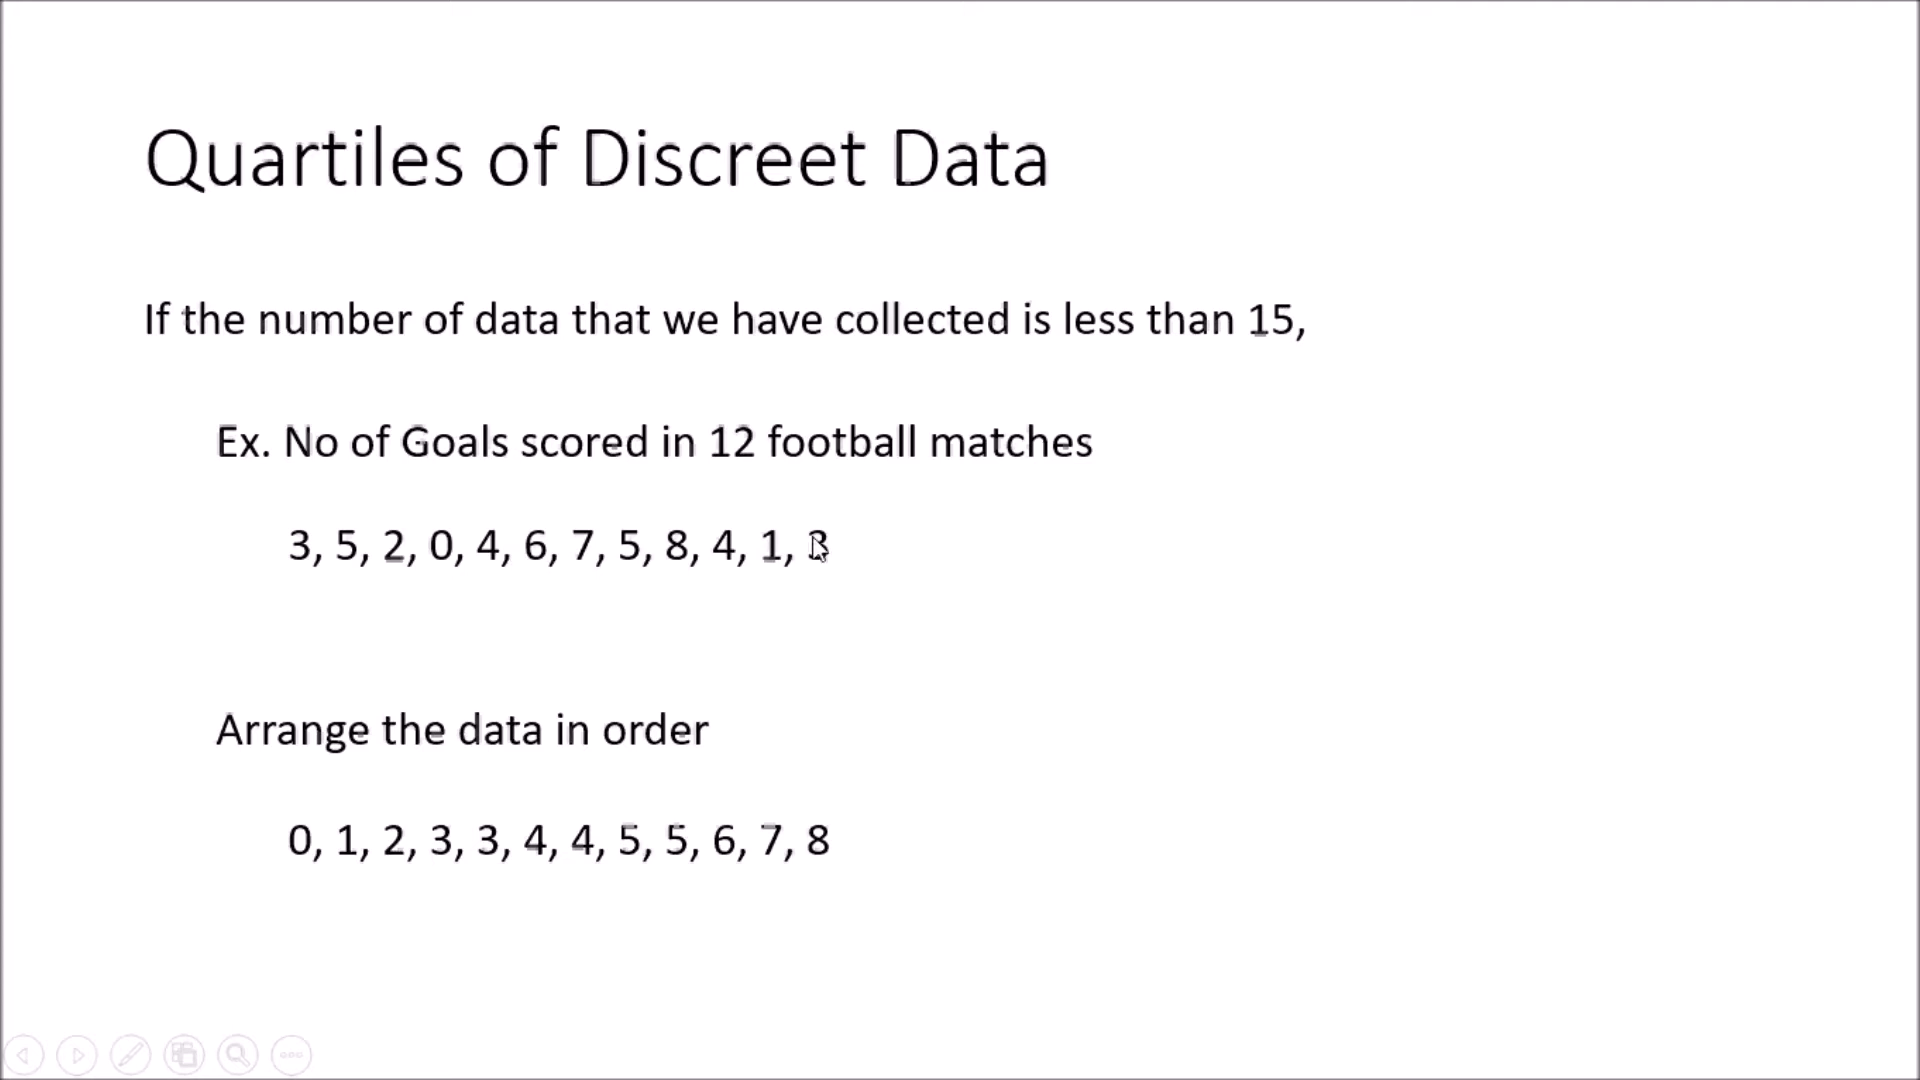 Quartiles of Discreet Data
If the number of data that we have collected is less than 15,
Ex. No of Goals scored in 12 football matches
3, 5, 2, 0, 4, 6, 7, 5, 8, 4, 1, 3
Arrange the data in order
0, 1, 2, 3, 3, 4, 4, 5, 5, 6, 7, 8